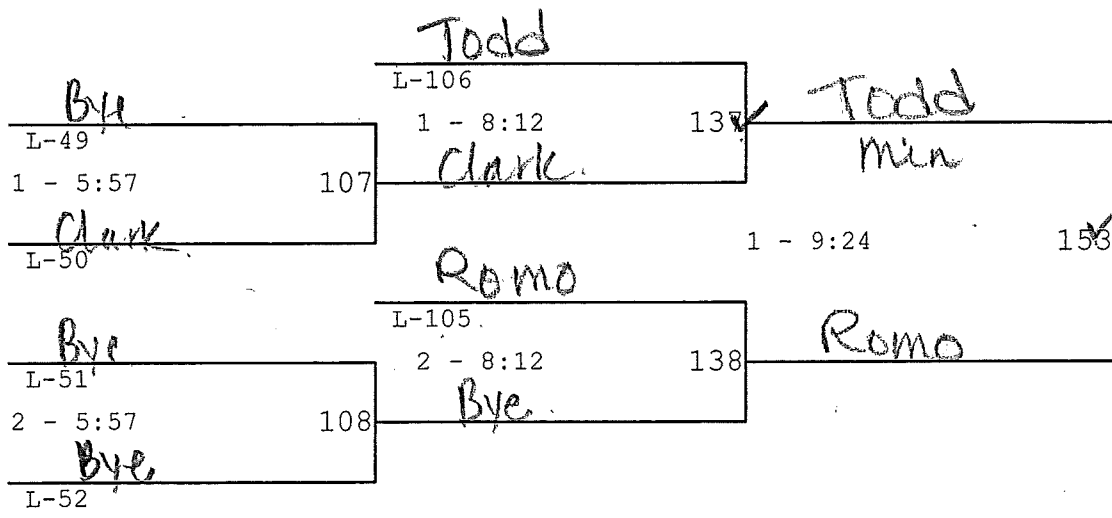 Todd
L-106
Bye
L-49
1 - 8:12
137
Todd
Min
1 - 5:57
107
Clark.
Clark
L-50
1 - 9:24
153
Romo
L-105
Bye
L-51
2 - 8:12
138
Romo
2 - 5:57
108
Bye
Bye
L-52